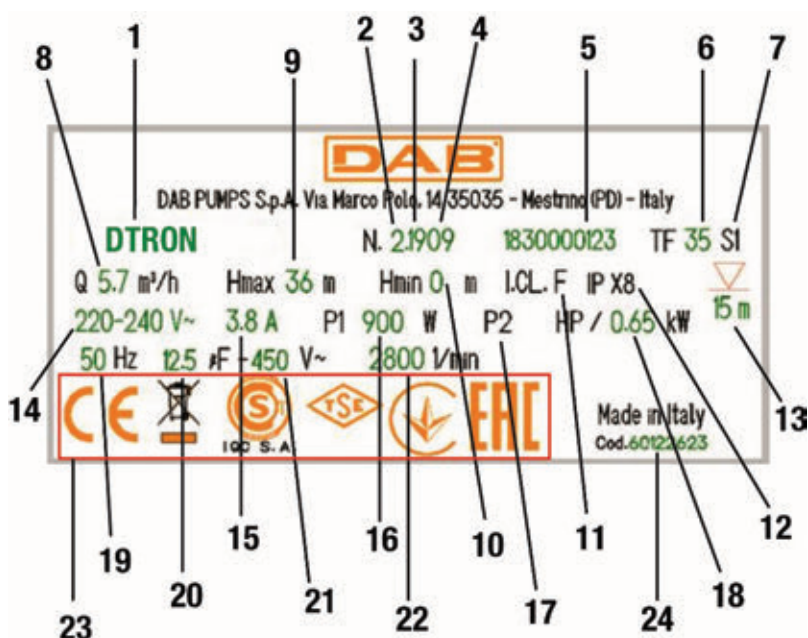 2 3 4
1 5 6 7
8 9
DAB
DAB PUMPS S.p.A. Via Marco Polo, 14 35035 - Mestrino (PD) - Italy
DTRON N. 2.1909 1830000123 TF 35 S1
Q 5.7 m³/h Hmax 36 m Hmin 0 m I.CL. F IP X8
15 m
220-240 V~ 3.8 A P1 900 W P2 HP / 0.65 kW
50 Hz 12.5 µF - 450 V~ 2800 1/min
14 13
CE S TSE EAC
IQC S.A
Made in Italy
Cod.60122623
19 15 16 10 11 12
20 21 22 17 18
23 24